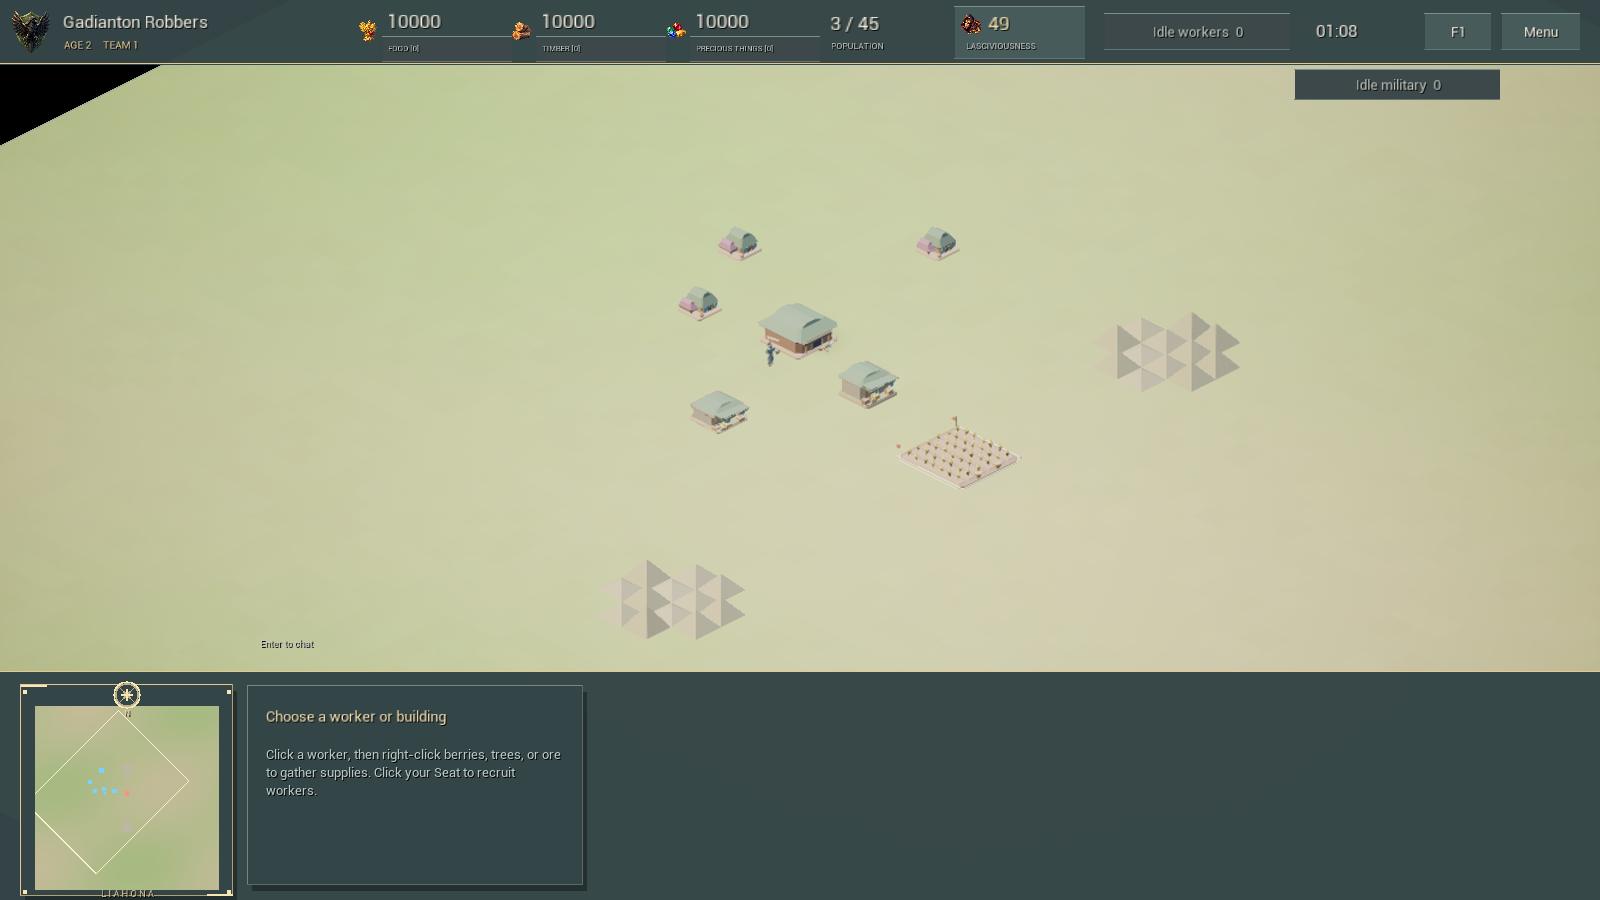 Gadianton Robbers
AGE 2 TEAM 1
10000
FOOD [0]
10000
TIMBER [0]
10000
PRECIOUS THINGS [0]
3 / 45
POPULATION
49
LASCIVIOUSNESS
Idle workers 0
01:08
F1
Menu
Idle military 0
Enter to chat
N
LIAHONA
Choose a worker or building
Click a worker, then right-click berries, trees, or ore
to gather supplies. Click your Seat to recruit
workers.